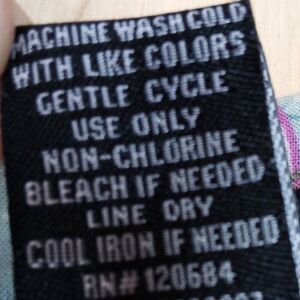 MACHINE WASH COLD
WITH LIKE COLORS
GENTLE CYCLE
USE ONLY
NON-CHLORINE
BLEACH IF NEEDED
LINE DRY
COOL IRON IF NEEDED
RN# 120684